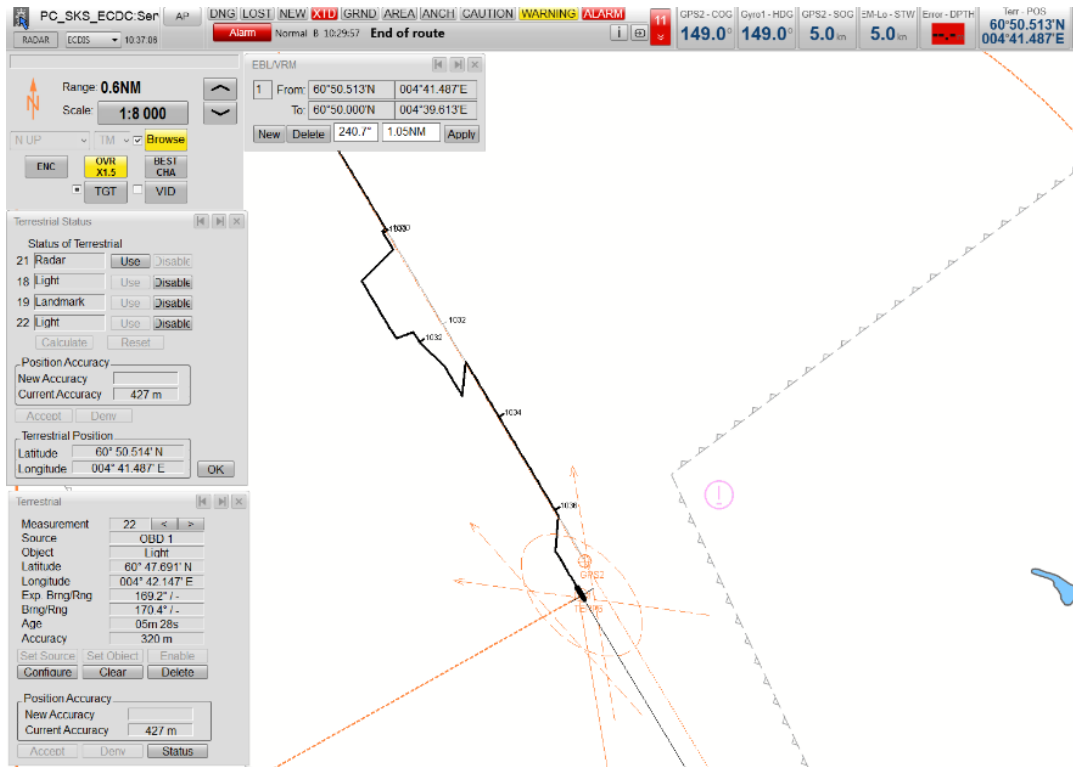 PC_SKS_ECDC:Ser AP DNG LOST NEW XTD GRND AREA ANCH CAUTION WARNING ALARM
RADAR ECDIS 10:37:08 Alarm Normal B 10:29:57 End of route i 11
GPS2 - COG Gyro1 - HDG GPS2 - SOG EM-Lo - STW Error - DPTH Terr - POS
149.0° 149.0° 5.0 kn 5.0 kn --.- 60°50.513'N
004°41.487'E
Range: 0.6NM
Scale: 1:8 000
N UP TM Browse
ENC OVR X1.5 BEST CHA
TGT VID
EBL/VRM
1 From: 60°50.513'N 004°41.487'E
To: 60°50.000'N 004°39.613'E
New Delete 240.7° 1.05NM Apply
Terrestrial Status
Status of Terrestrial
21 Radar Use Disable
18 Light Use Disable
19 Landmark Use Disable
22 Light Use Disable
Calculate Reset
Position Accuracy
New Accuracy
Current Accuracy 427 m
Accept Deny
Terrestrial Position
Latitude 60° 50.514' N
Longitude 004° 41.487' E OK
Terrestrial
Measurement 22 < >
Source OBD 1
Object Light
Latitude 60° 47.691' N
Longitude 004° 42.147' E
Exp. Brng/Rng 169.2° / -
Brng/Rng 170.4° / -
Age 05m 28s
Accuracy 320 m
Set Source Set Object Enable
Configure Clear Delete
Position Accuracy
New Accuracy
Current Accuracy 427 m
Accept Deny Status
1002
1032
1034
1036
GPS2